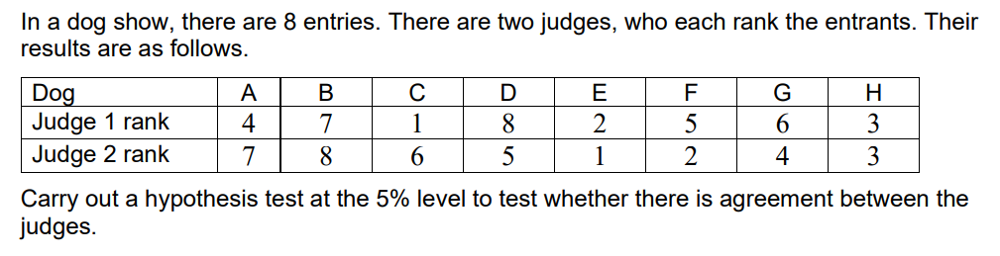 In a dog show, there are 8 entries. There are two judges, who each rank the entrants. Their
results are as follows.
Dog A B C D E F G H
Judge 1 rank 4 7 1 8 2 5 6 3
Judge 2 rank 7 8 6 5 1 2 4 3
Carry out a hypothesis test at the 5% level to test whether there is agreement between the
judges.